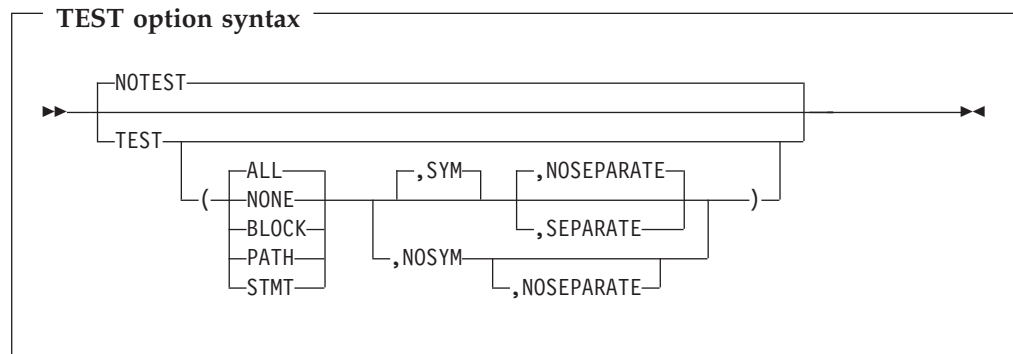 TEST option syntax
NOTEST
TEST
( ALL ,SYM ,NOSEPARATE )
NONE
BLOCK ,SEPARATE
PATH ,NOSYM
STMT ,NOSEPARATE